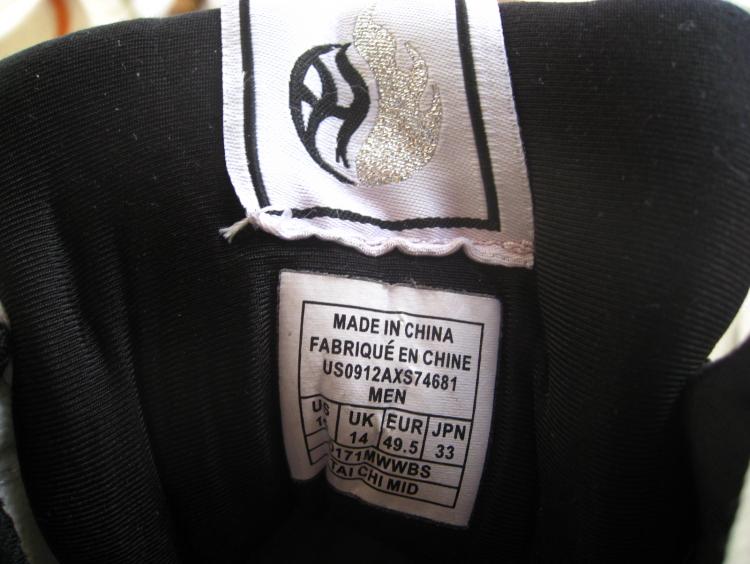 MADE IN CHINA
FABRIQUÉ EN CHINE
US0912AXS74681
MEN
US UK EUR JPN
14 49.5 33
TAI CHI MID